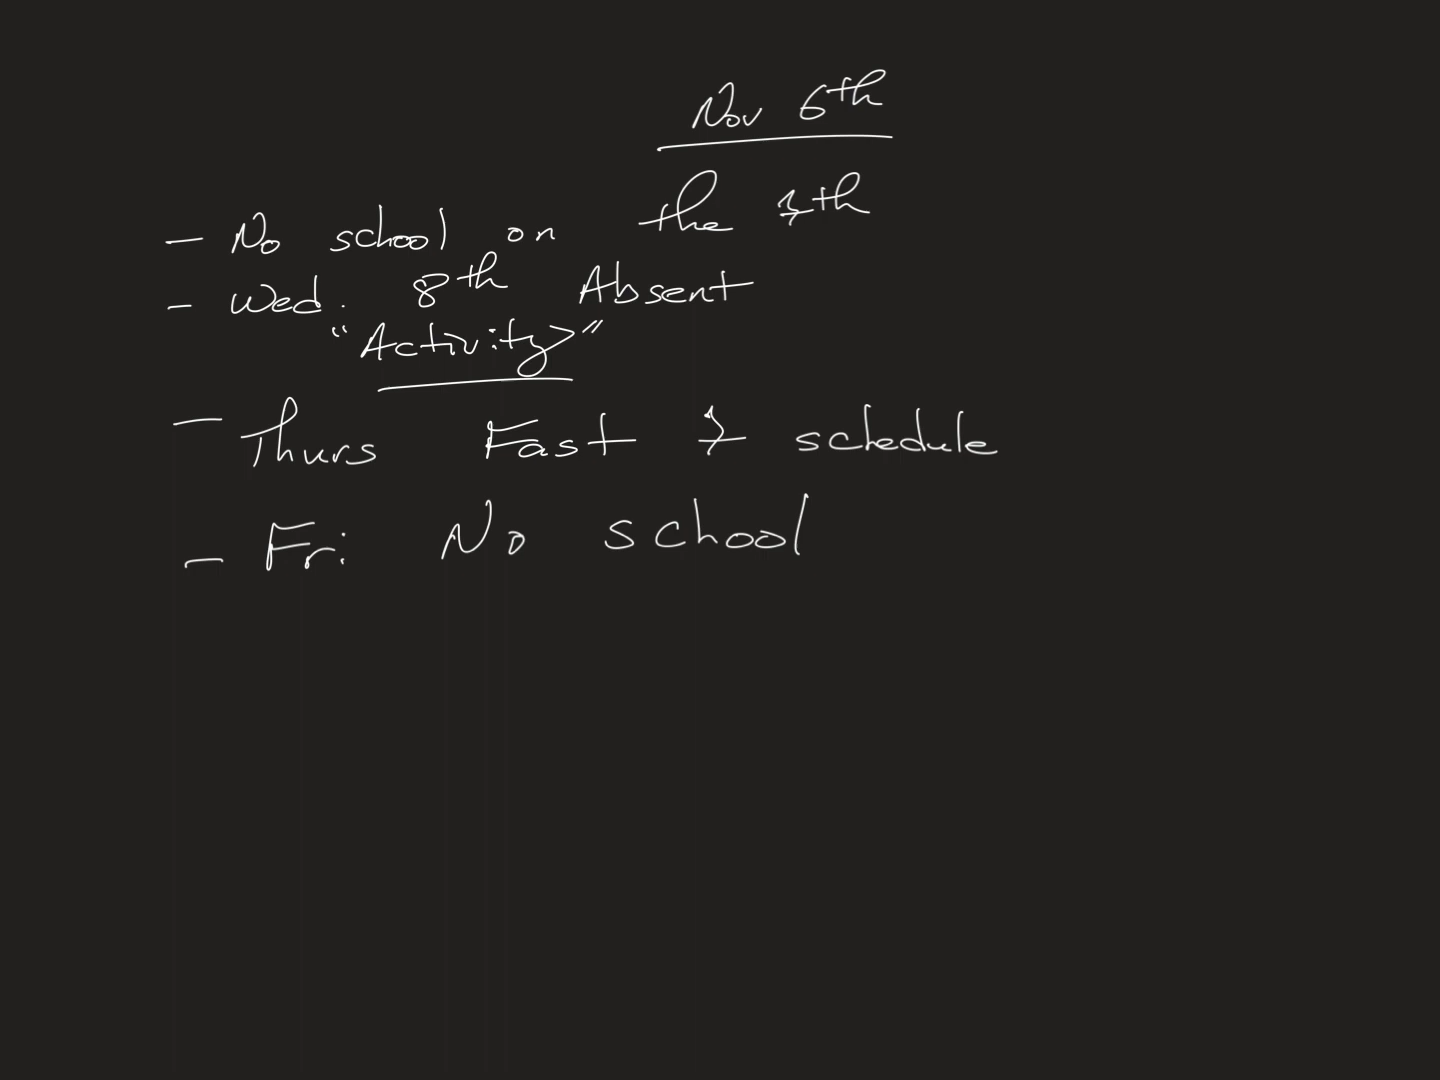 Nov 6th
- No school on the 7th
- Wed. 8th Absent
"Activity"
- Thurs Fast 7 schedule
- Fri No school